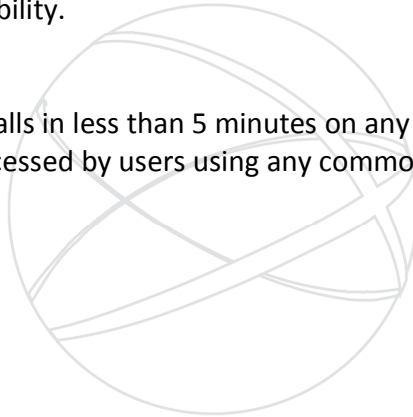 bility.
alls in less than 5 minutes on any
cessed by users using any commo